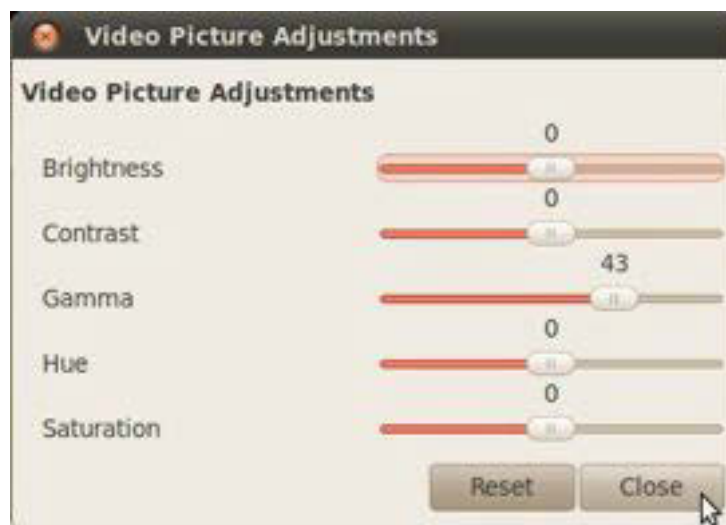 Video Picture Adjustments
Video Picture Adjustments
0
Brightness
0
Contrast
43
Gamma
0
Hue
0
Saturation
Reset Close